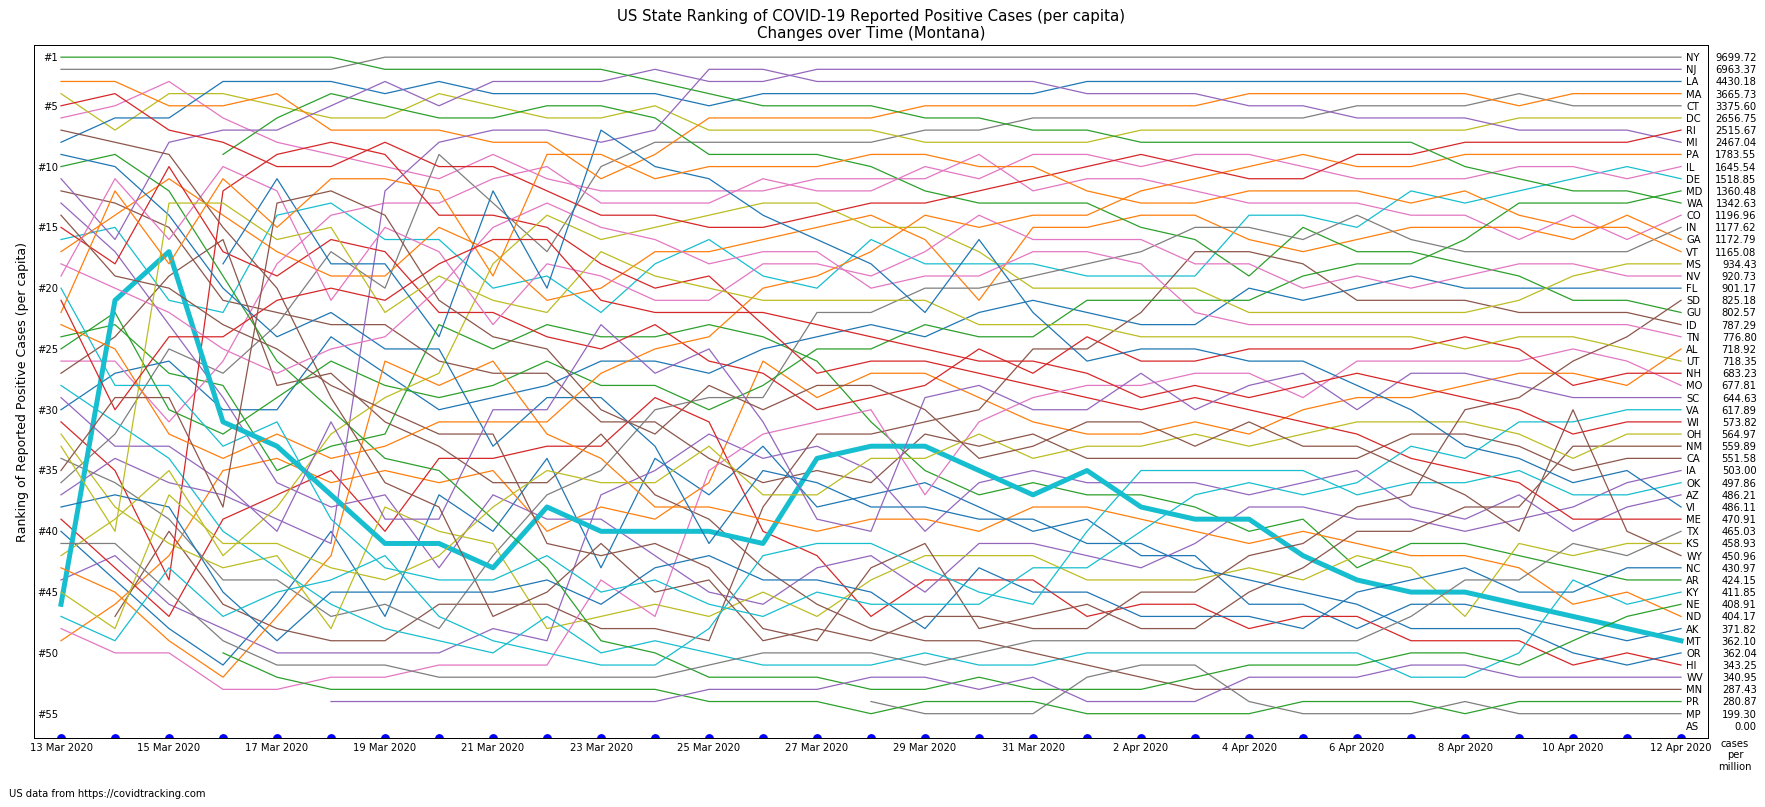 US State Ranking of COVID-19 Reported Positive Cases (per capita)
Changes over Time (Montana)
Ranking of Reported Positive Cases (per capita)
#1
#5
#10
#15
#20
#25
#30
#35
#40
#45
#50
#55
NY 9699.72
NJ 6963.37
LA 4430.18
MA 3665.73
CT 3375.60
DC 2656.75
RI 2515.67
MI 2467.04
PA 1783.55
IL 1645.54
DE 1518.85
MD 1360.48
WA 1342.63
CO 1196.96
IN 1177.62
GA 1172.79
VT 1165.08
MS 934.43
NV 920.73
FL 901.17
SD 825.18
GU 802.57
ID 787.29
TN 776.80
AL 718.92
UT 718.35
NH 683.23
MO 677.81
SC 644.63
VA 617.89
WI 573.82
OH 564.97
NM 559.89
CA 551.58
IA 503.00
OK 497.86
AZ 486.21
VI 486.11
ME 470.91
TX 465.03
KS 458.93
WY 450.96
NC 430.97
AR 424.15
KY 411.85
NE 408.91
ND 404.17
AK 371.82
MT 362.10
OR 362.04
HI 343.25
WV 340.95
MN 287.43
PR 280.87
MP 199.30
AS 0.00
13 Mar 2020 15 Mar 2020 17 Mar 2020 19 Mar 2020 21 Mar 2020 23 Mar 2020 25 Mar 2020 27 Mar 2020 29 Mar 2020 31 Mar 2020 2 Apr 2020 4 Apr 2020 6 Apr 2020 8 Apr 2020 10 Apr 2020 12 Apr 2020
cases
per
million
US data from https://covidtracking.com